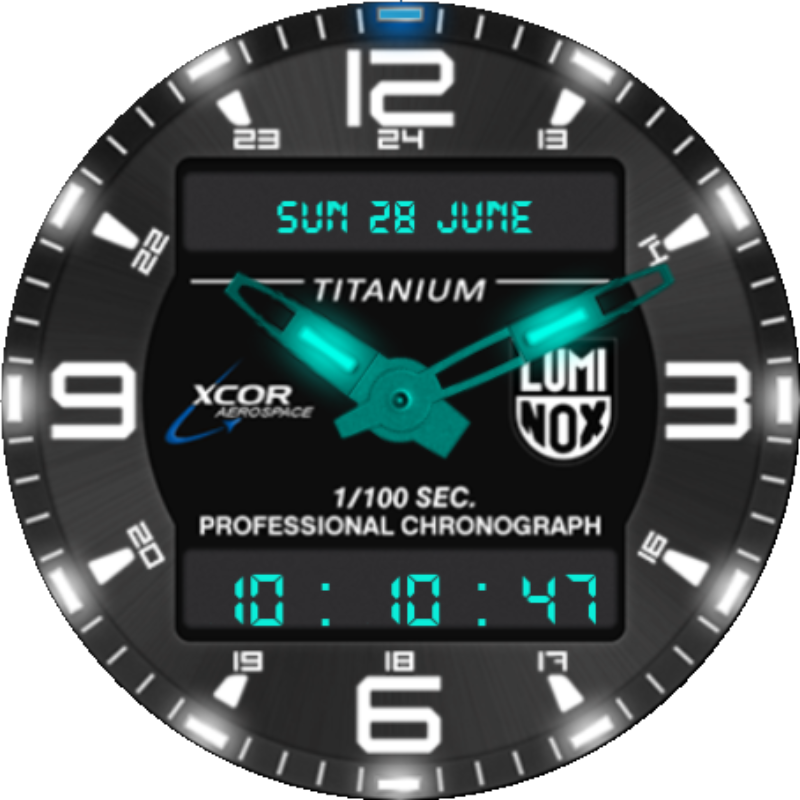 12
23 24 13
SUN 28 JUNE
22 14
TITANIUM
9 3
XCOR
AEROSPACE
LUMI
NOX
1/100 SEC.
PROFESSIONAL CHRONOGRAPH
20 16
10 : 10 : 47
19 18 17
6